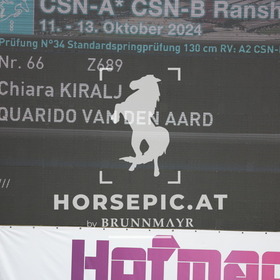 CSN-A* CSN-B Ransh
11. - 13. Oktober 2024
Prüfung N°34 Standardspringprüfung 130 cm RV: A2 CSN-
Nr. 66 Z689
Chiara KIRALJ
QUARIDO VAN DEN AARD
///
HORSEPIC.AT
by BRUNNMAYR
Hofmann